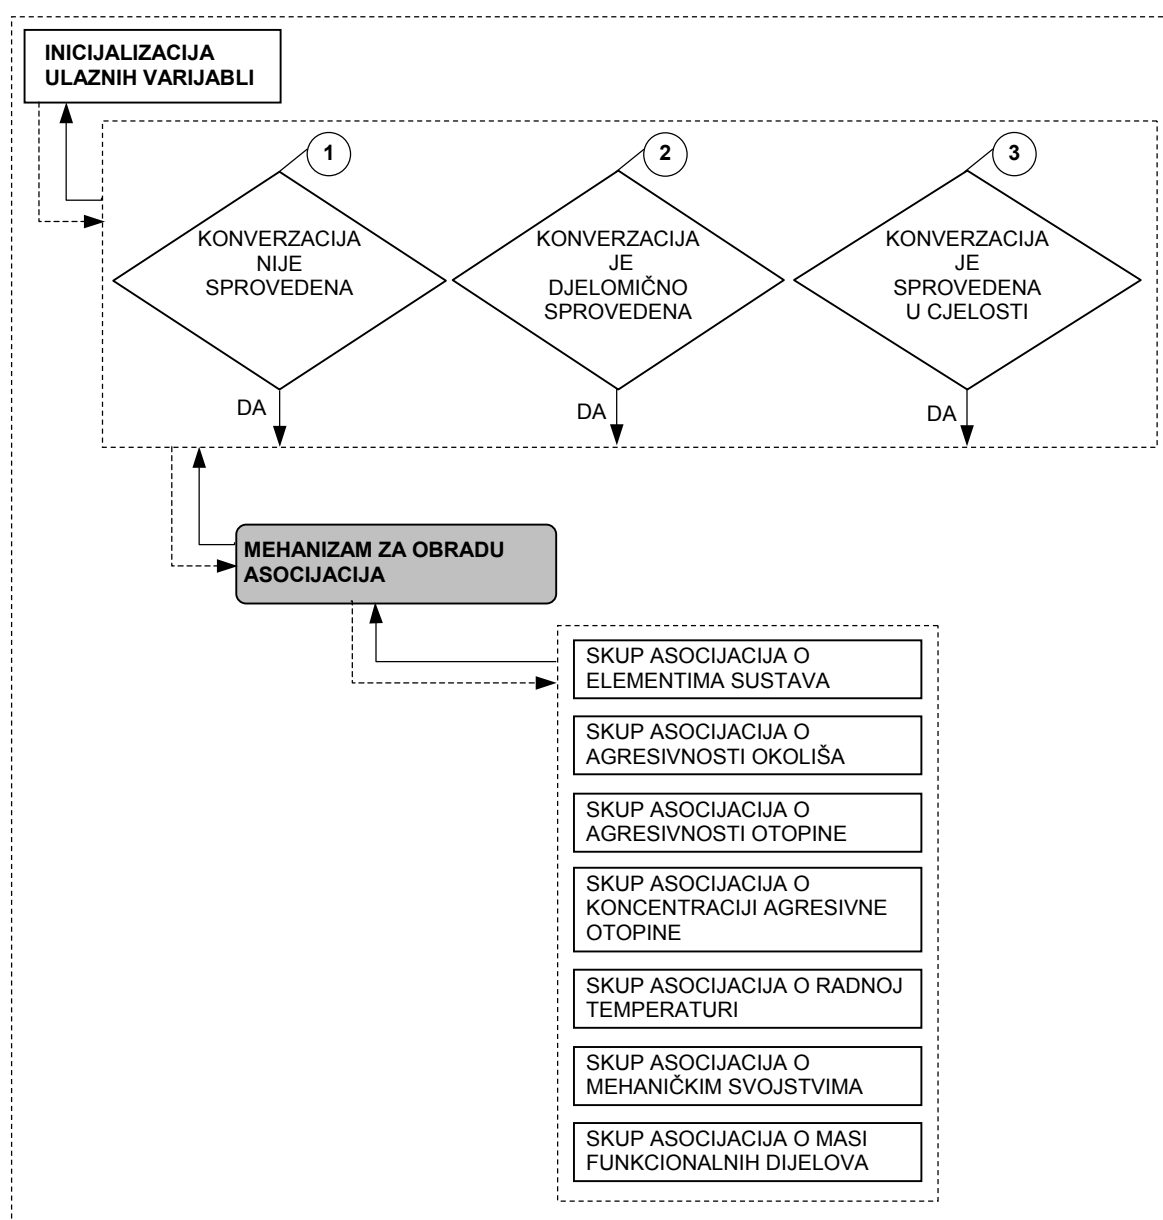 INICIJALIZACIJA
ULAZNIH VARIJABLI
1
2
3
KONVERZACIJA
NIJE
SPROVEDENA
KONVERZACIJA
JE
DJELOMIČNO
SPROVEDENA
KONVERZACIJA
JE
SPROVEDENA
U CJELOSTI
DA
DA
DA
MEHANIZAM ZA OBRADU
ASOCIJACIJA
SKUP ASOCIJACIJA O
ELEMENTIMA SUSTAVA
SKUP ASOCIJACIJA O
AGRESIVNOSTI OKOLIŠA
SKUP ASOCIJACIJA O
AGRESIVNOSTI OTOPINE
SKUP ASOCIJACIJA O
KONCENTRACIJI AGRESIVNE
OTOPINE
SKUP ASOCIJACIJA O RADNOJ
TEMPERATURI
SKUP ASOCIJACIJA O
MEHANIČKIM SVOJSTVIMA
SKUP ASOCIJACIJA O MASI
FUNKCIONALNIH DIJELOVA